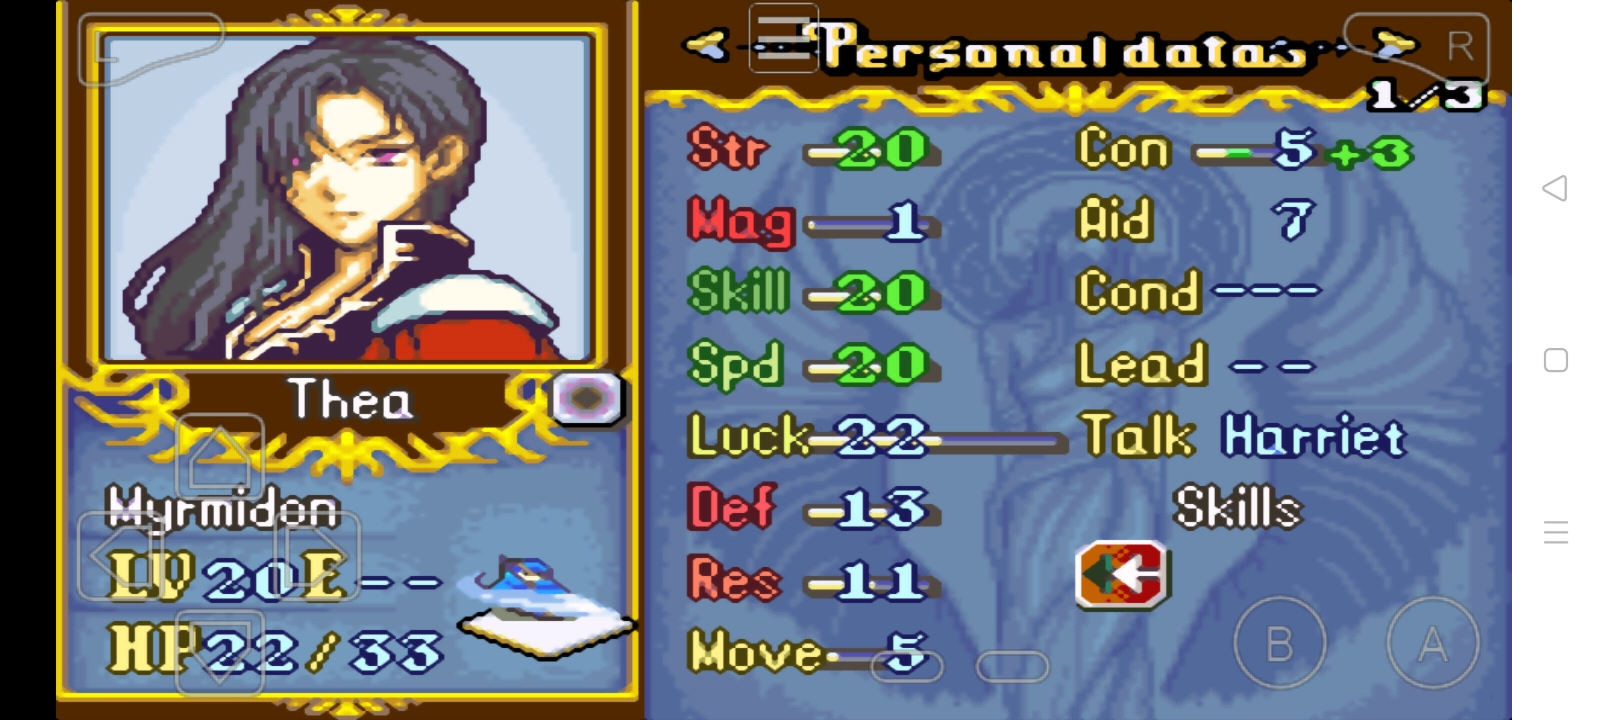 L
Personal data
R
1/3
Str 20
Con 5 +3
Mag 1
Aid 7
Skill 20
Cond ---
Spd 20
Lead --
Luck 22
Talk Harriet
Def 13
Skills
Res 11
Move 5
Thea
Myrmidon
LV 20 E --
HP 22/33
B
A